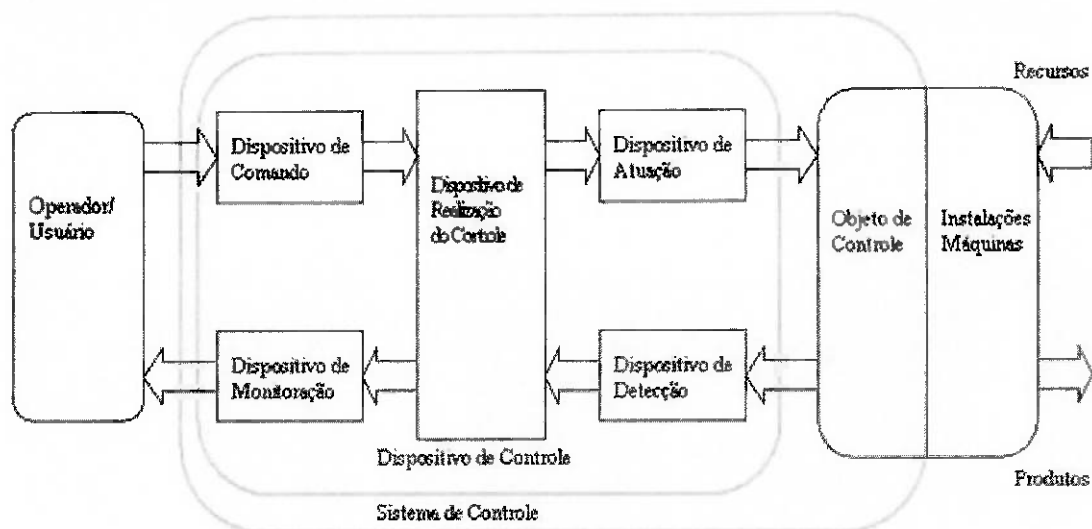 Recursos
Operador/
Usuário
Dispositivo de
Comando
Dispositivo de
Realização
do Controle
Dispositivo de
Atuação
Objeto de
Controle
Instalações
Máquinas
Dispositivo de
Monitoração
Dispositivo de
Detecção
Dispositivo de Controle
Produtos
Sistema de Controle